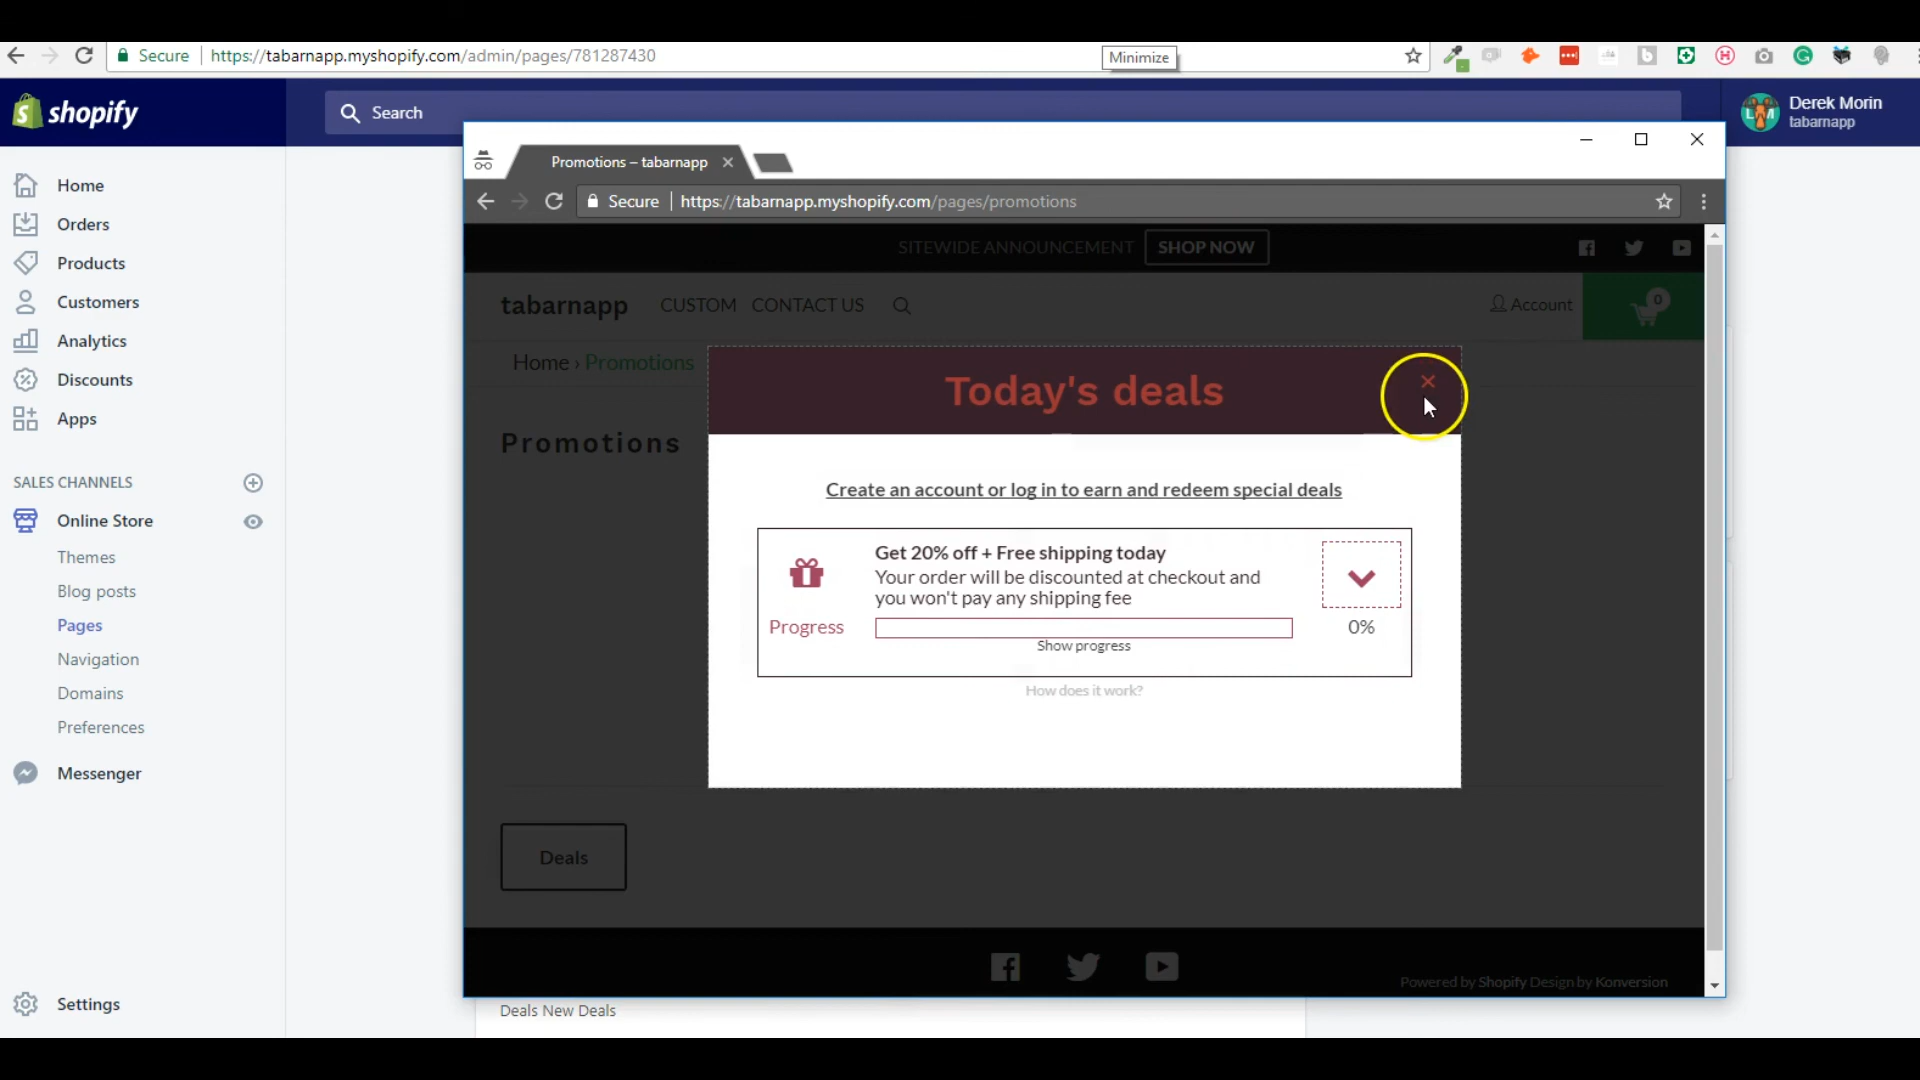 Secure https://tabarnapp.myshopify.com/admin/pages/781287430
Minimize
shopify
Search
Derek Morin
tabarnapp
Home
Orders
Products
Customers
Analytics
Discounts
Apps
SALES CHANNELS
Online Store
Themes
Blog posts
Pages
Navigation
Domains
Preferences
Messenger
Settings
Promotions – tabarnapp
Secure https://tabarnapp.myshopify.com/pages/promotions
SITEWIDE ANNOUNCEMENT SHOP NOW
tabarnapp CUSTOM CONTACT US Account 0
Home › Promotions
Promotions
Today's deals
Create an account or log in to earn and redeem special deals
Get 20% off + Free shipping today
Your order will be discounted at checkout and
you won't pay any shipping fee
Progress 0%
Show progress
How does it work?
Deals
Powered by Shopify Design by Konversion
Deals New Deals